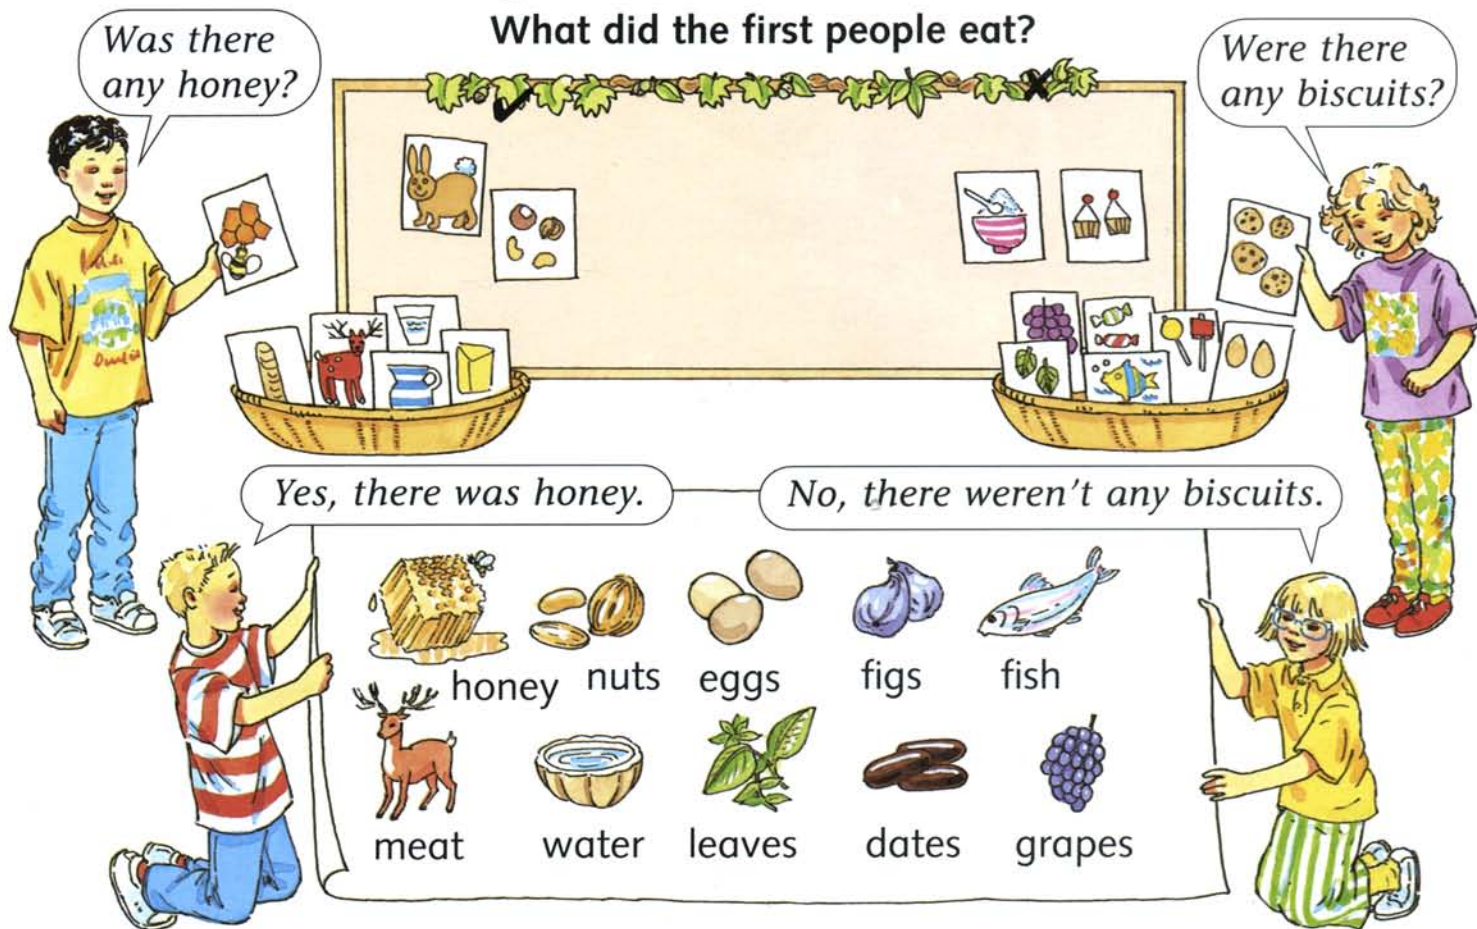 What did the first people eat?
Was there
any honey?
Were there
any biscuits?
Yes, there was honey.
No, there weren't any biscuits.
honey nuts eggs figs fish
meat water leaves dates grapes